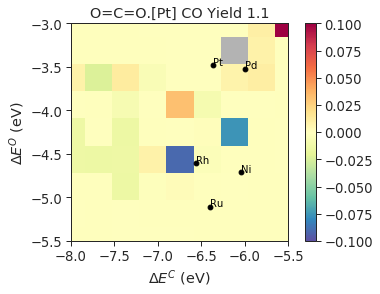 O=C=O.[Pt] CO Yield 1.1
ΔE^O (eV)
−3.0
−3.5
−4.0
−4.5
−5.0
−5.5
Pt
Pd
Rh
Ni
Ru
−8.0 −7.5 −7.0 −6.5 −6.0 −5.5
ΔE^C (eV)
0.100
0.075
0.050
0.025
0.000
−0.025
−0.050
−0.075
−0.100